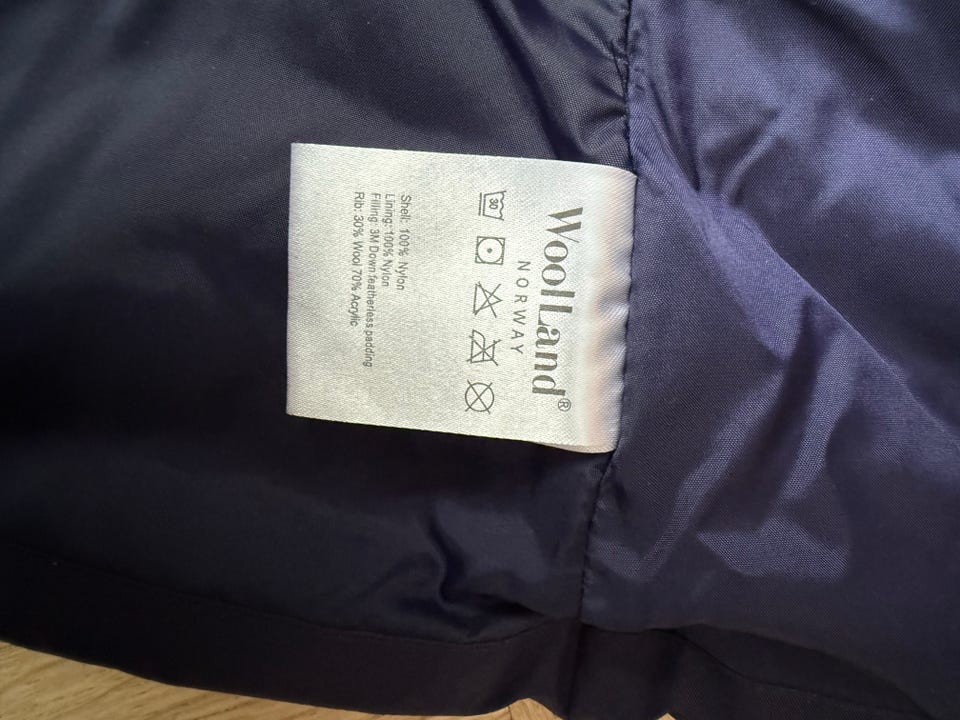 WoolLand®
NORWAY
30
Shell: 100% Nylon
Lining: 100% Nylon
Filling: 3M Down featherless padding
Rib: 30% Wool 70% Acrylic